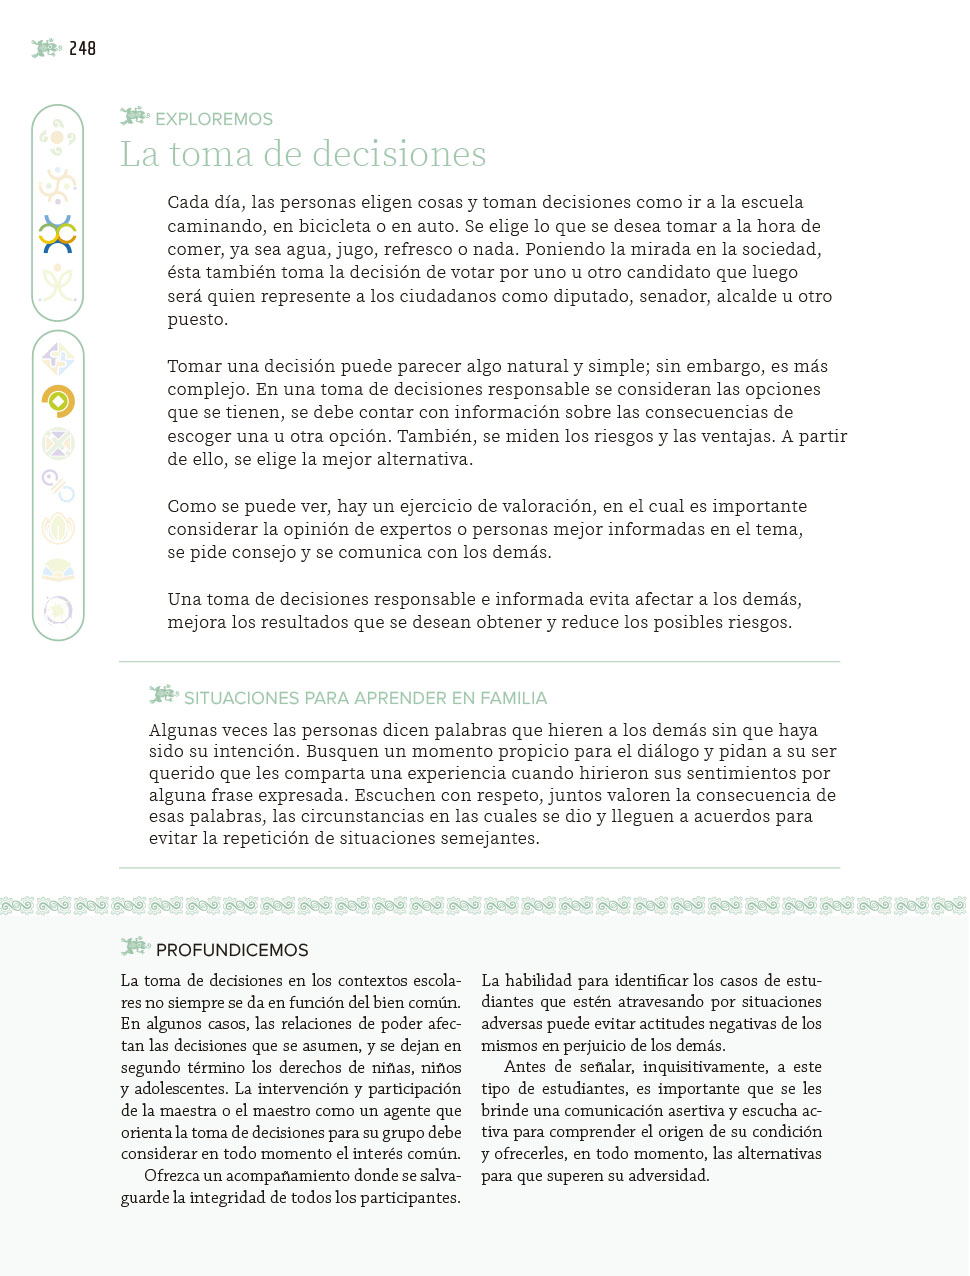 248
EXPLOREMOS
La toma de decisiones
Cada día, las personas eligen cosas y toman decisiones como ir a la escuela
caminando, en bicicleta o en auto. Se elige lo que se desea tomar a la hora de
comer, ya sea agua, jugo, refresco o nada. Poniendo la mirada en la sociedad,
ésta también toma la decisión de votar por uno u otro candidato que luego
será quien represente a los ciudadanos como diputado, senador, alcalde u otro
puesto.
Tomar una decisión puede parecer algo natural y simple; sin embargo, es más
complejo. En una toma de decisiones responsable se consideran las opciones
que se tienen, se debe contar con información sobre las consecuencias de
escoger una u otra opción. También, se miden los riesgos y las ventajas. A partir
de ello, se elige la mejor alternativa.
Como se puede ver, hay un ejercicio de valoración, en el cual es importante
considerar la opinión de expertos o personas mejor informadas en el tema,
se pide consejo y se comunica con los demás.
Una toma de decisiones responsable e informada evita afectar a los demás,
mejora los resultados que se desean obtener y reduce los posibles riesgos.
SITUACIONES PARA APRENDER EN FAMILIA
Algunas veces las personas dicen palabras que hieren a los demás sin que haya
sido su intención. Busquen un momento propicio para el diálogo y pidan a su ser
querido que les comparta una experiencia cuando hirieron sus sentimientos por
alguna frase expresada. Escuchen con respeto, juntos valoren la consecuencia de
esas palabras, las circunstancias en las cuales se dio y lleguen a acuerdos para
evitar la repetición de situaciones semejantes.
PROFUNDICEMOS
La toma de decisiones en los contextos escola-
res no siempre se da en función del bien común.
En algunos casos, las relaciones de poder afec-
tan las decisiones que se asumen, y se dejan en
segundo término los derechos de niñas, niños
y adolescentes. La intervención y participación
de la maestra o el maestro como un agente que
orienta la toma de decisiones para su grupo debe
considerar en todo momento el interés común.
Ofrezca un acompañamiento donde se salva-
guarde la integridad de todos los participantes.
La habilidad para identificar los casos de estu-
diantes que estén atravesando por situaciones
adversas puede evitar actitudes negativas de los
mismos en perjuicio de los demás.
Antes de señalar, inquisitivamente, a este
tipo de estudiantes, es importante que se les
brinde una comunicación asertiva y escucha ac-
tiva para comprender el origen de su condición
y ofrecerles, en todo momento, las alternativas
para que superen su adversidad.